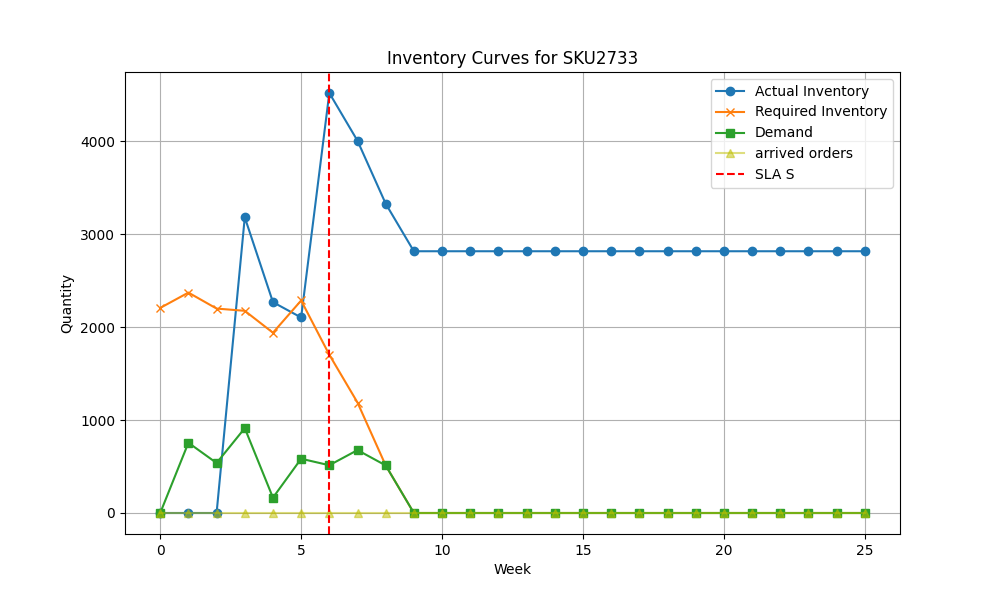 Inventory Curves for SKU2733
Actual Inventory
Required Inventory
Demand
arrived orders
SLA S
Quantity
4000
3000
2000
1000
0
0 5 10 15 20 25
Week